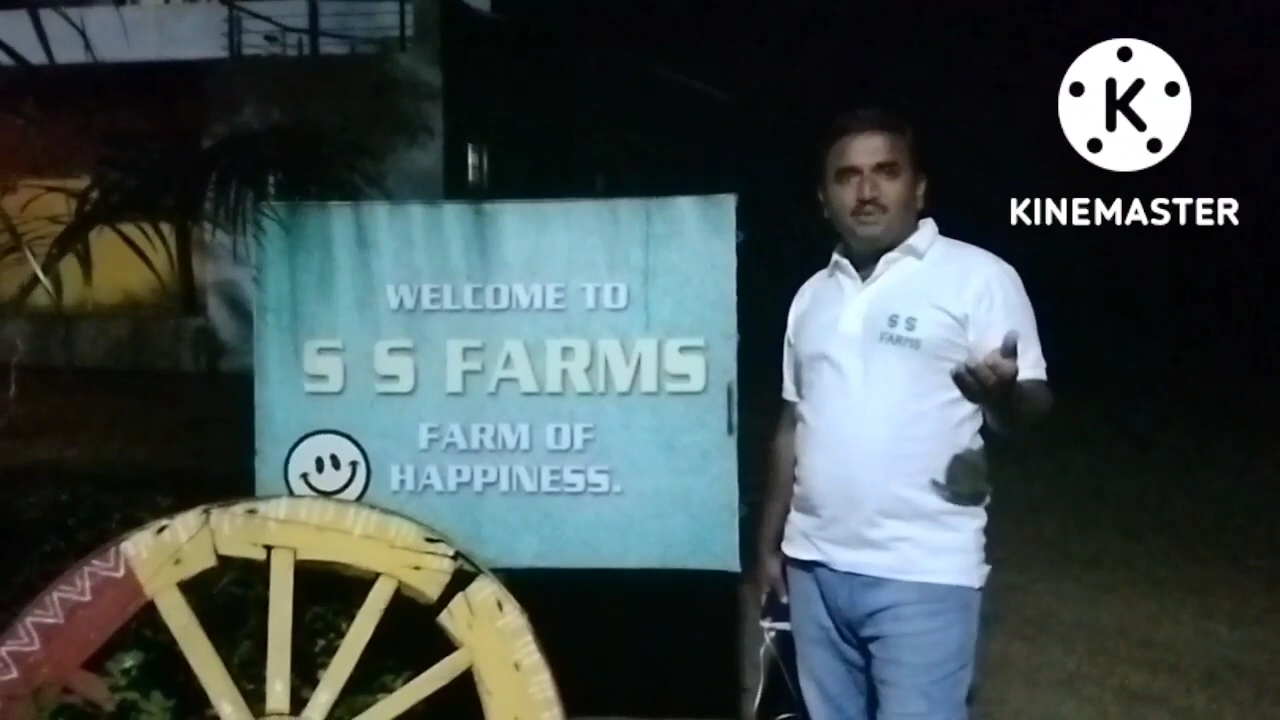 WELCOME TO
S S FARMS
FARM OF
HAPPINESS.
S S
FARMS
K
KINEMASTER